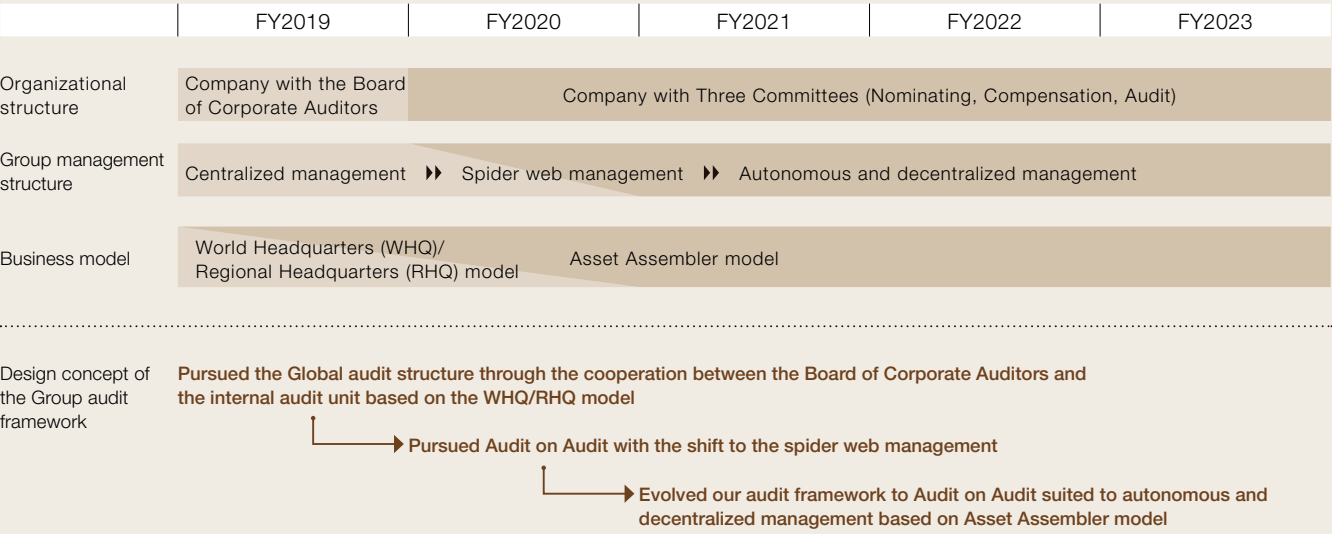 FY2019 FY2020 FY2021 FY2022 FY2023
Organizational
structure
Company with the Board
of Corporate Auditors
Company with Three Committees (Nominating, Compensation, Audit)
Group management
structure
Centralized management
Spider web management
Autonomous and decentralized management
Business model
World Headquarters (WHQ)/
Regional Headquarters (RHQ) model
Asset Assembler model
Design concept of
the Group audit
framework
Pursued the Global audit structure through the cooperation between the Board of Corporate Auditors and
the internal audit unit based on the WHQ/RHQ model
Pursued Audit on Audit with the shift to the spider web management
Evolved our audit framework to Audit on Audit suited to autonomous and
decentralized management based on Asset Assembler model